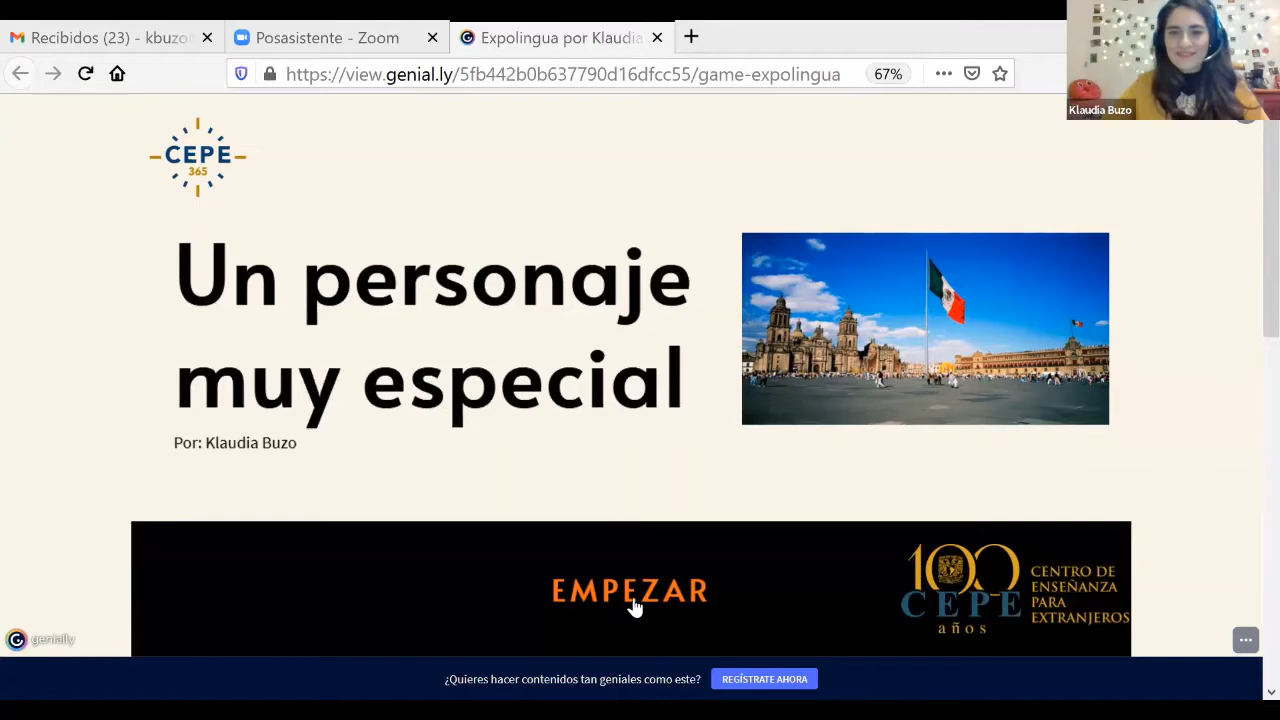 Recibidos (23) - kbuzo
Posasistente - Zoom
Expolingua por Klaudia
https://view.genial.ly/5fb442b0b637790d16dfcc55/game-expolingua
67%
Klaudia Buzo
CEPE
365
Un personaje
muy especial
Por: Klaudia Buzo
EMPEZAR
100
CEPE
años
CENTRO DE
ENSEÑANZA
PARA
EXTRANJEROS
genially
¿Quieres hacer contenidos tan geniales como este?
REGÍSTRATE AHORA